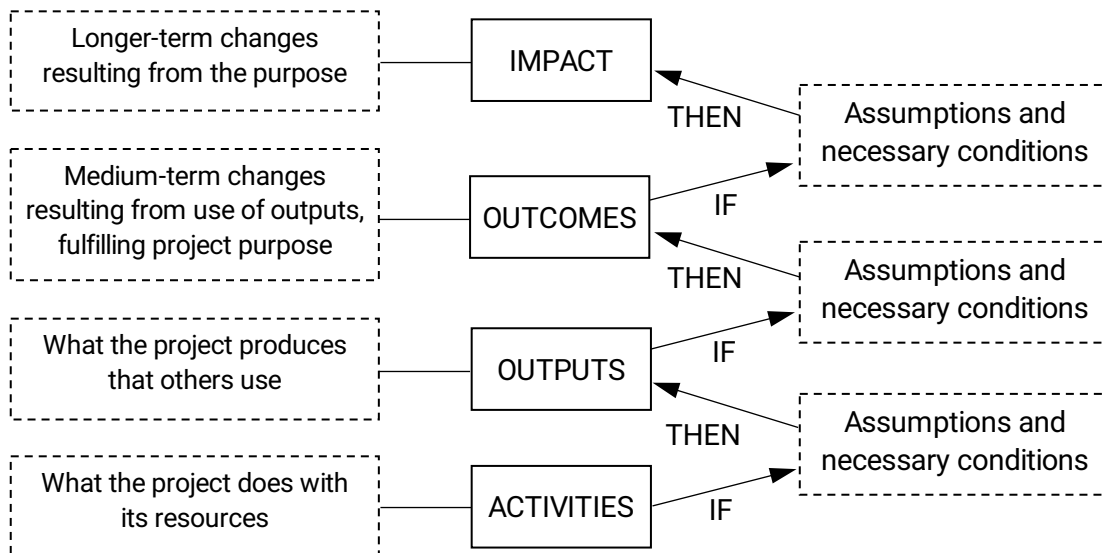 Longer-term changes
resulting from the purpose
IMPACT
THEN
Assumptions and
necessary conditions
Medium-term changes
resulting from use of outputs,
fulfilling project purpose
OUTCOMES
IF
THEN
Assumptions and
necessary conditions
What the project produces
that others use
OUTPUTS
IF
THEN
Assumptions and
necessary conditions
What the project does with
its resources
ACTIVITIES
IF